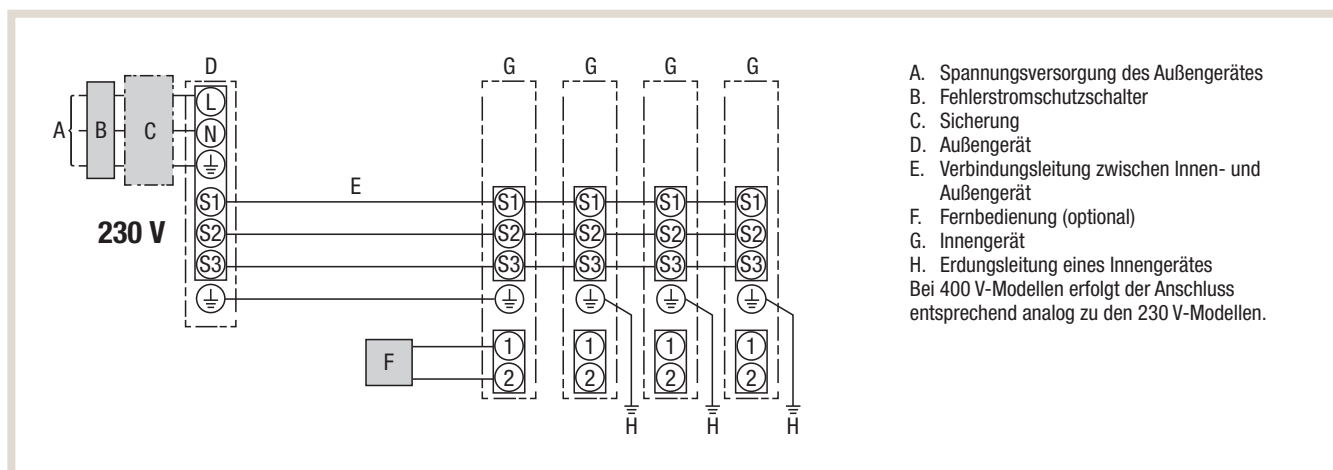 D G G G G
A B C L
N
E
S1 S1 S1 S1 S1
230 V S2 S2 S2 S2 S2
S3 S3 S3 S3 S3
F 1 1 1 1
2 2 2 2
H H H
A. Spannungsversorgung des Außengerätes
B. Fehlerstromschutzschalter
C. Sicherung
D. Außengerät
E. Verbindungsleitung zwischen Innen- und
Außengerät
F. Fernbedienung (optional)
G. Innengerät
H. Erdungsleitung eines Innengerätes
Bei 400 V-Modellen erfolgt der Anschluss
entsprechend analog zu den 230 V-Modellen.